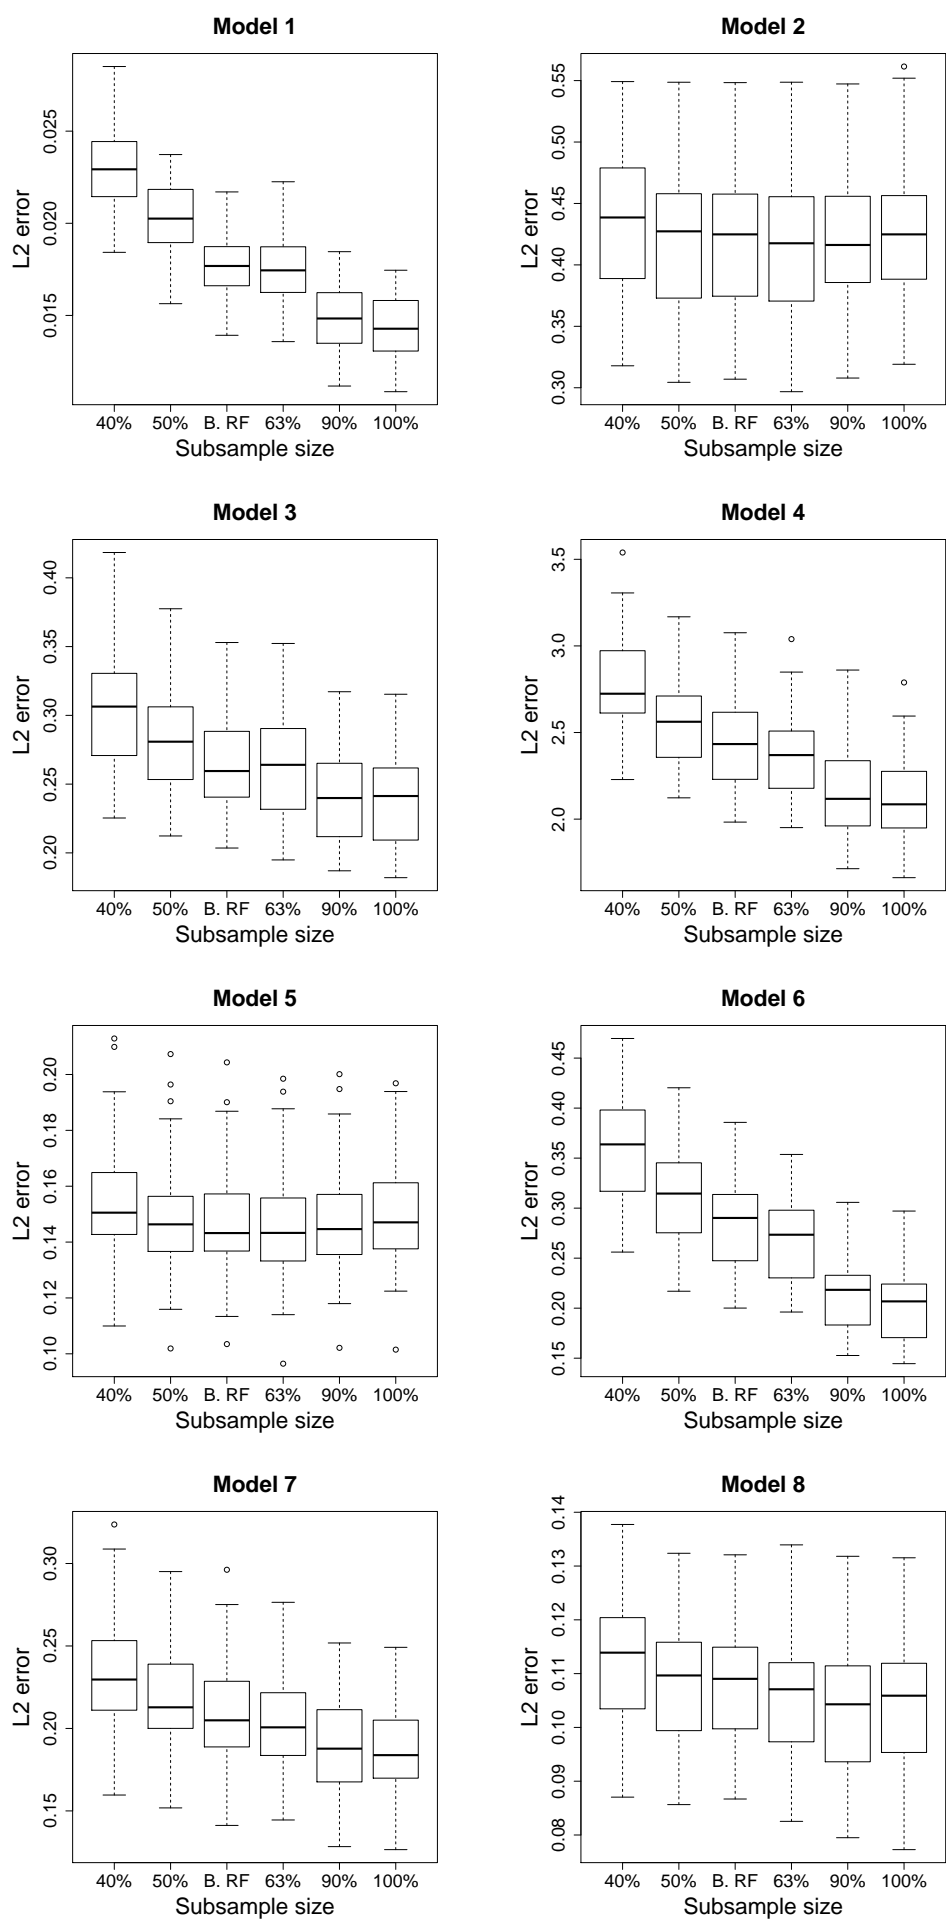 Model 1
L2 error
0.025
0.020
0.015
40% 50% B. RF 63% 90% 100%
Subsample size
Model 2
L2 error
0.55
0.50
0.45
0.40
0.35
0.30
40% 50% B. RF 63% 90% 100%
Subsample size
Model 3
L2 error
0.40
0.35
0.30
0.25
0.20
40% 50% B. RF 63% 90% 100%
Subsample size
Model 4
L2 error
3.5
3.0
2.5
2.0
40% 50% B. RF 63% 90% 100%
Subsample size
Model 5
L2 error
0.20
0.18
0.16
0.14
0.12
0.10
40% 50% B. RF 63% 90% 100%
Subsample size
Model 6
L2 error
0.45
0.40
0.35
0.30
0.25
0.20
0.15
40% 50% B. RF 63% 90% 100%
Subsample size
Model 7
L2 error
0.30
0.25
0.20
0.15
40% 50% B. RF 63% 90% 100%
Subsample size
Model 8
L2 error
0.14
0.13
0.12
0.11
0.10
0.09
0.08
40% 50% B. RF 63% 90% 100%
Subsample size